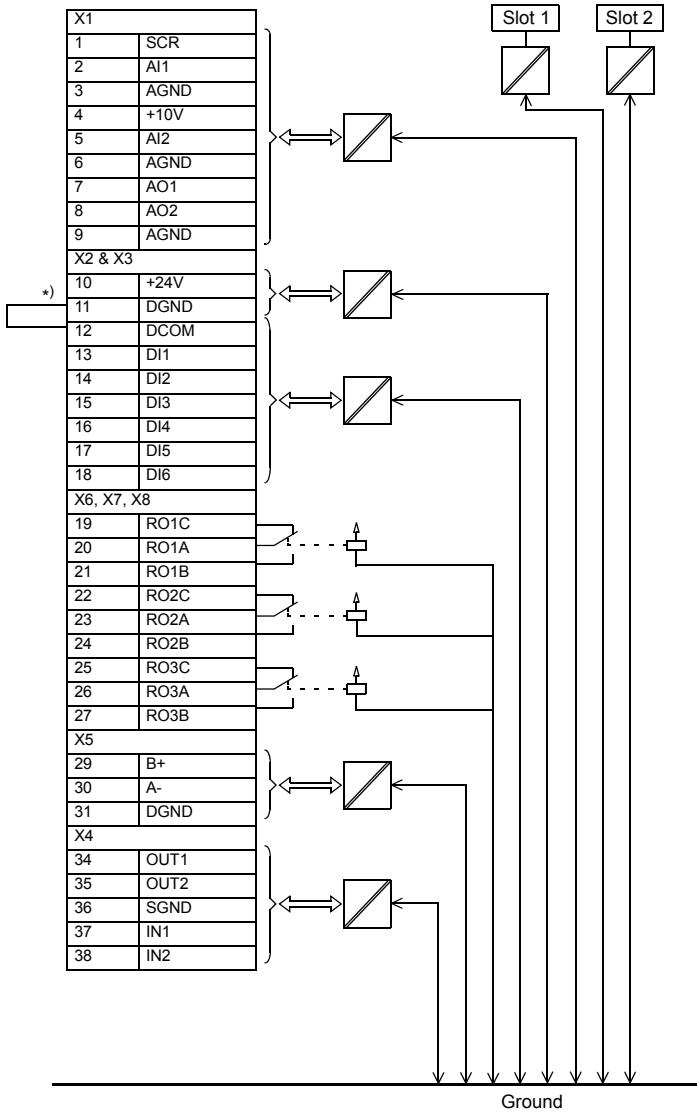 Slot 1 Slot 2
X1
1 SCR
2 AI1
3 AGND
4 +10V
5 AI2
6 AGND
7 AO1
8 AO2
9 AGND
X2 & X3
10 +24V
*)
11 DGND
12 DCOM
13 DI1
14 DI2
15 DI3
16 DI4
17 DI5
18 DI6
X6, X7, X8
19 RO1C
20 RO1A
21 RO1B
22 RO2C
23 RO2A
24 RO2B
25 RO3C
26 RO3A
27 RO3B
X5
29 B+
30 A-
31 DGND
X4
34 OUT1
35 OUT2
36 SGND
37 IN1
38 IN2
Ground